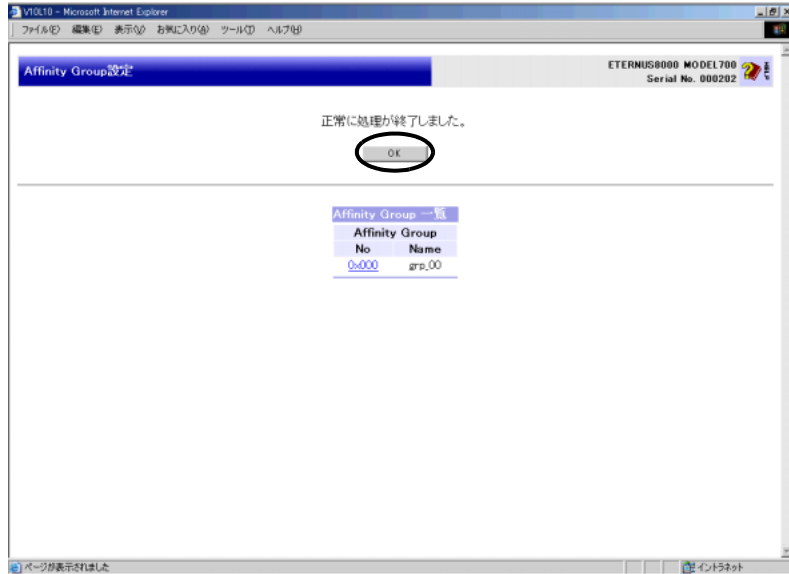 V10L10 - Microsoft Internet Explorer
ファイル(F) 編集(E) 表示(V) お気に入り(A) ツール(T) ヘルプ(H)
Affinity Group設定
ETERNUS8000 MODEL700
Serial No. 000202
正常に処理が終了しました。
OK
Affinity Group 一覧
Affinity Group
No Name
0x000 grp_00
ページが表示されました
イントラネット